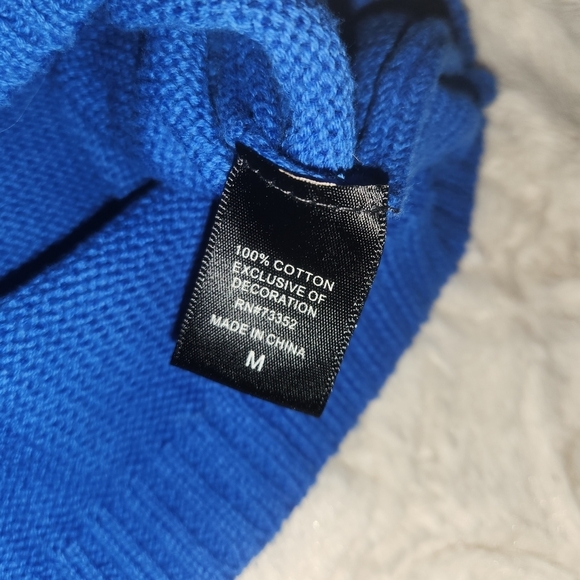 100% COTTON
EXCLUSIVE OF
DECORATION
RN#73352
MADE IN CHINA
M